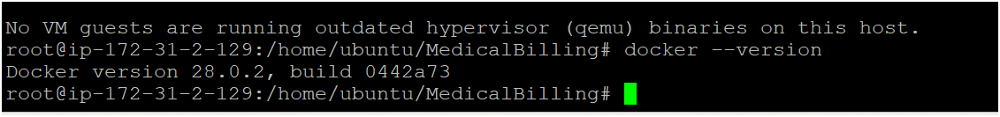 No VM guests are running outdated hypervisor (qemu) binaries on this host.
root@ip-172-31-2-129:/home/ubuntu/MedicalBilling# docker --version
Docker version 28.0.2, build 0442a73
root@ip-172-31-2-129:/home/ubuntu/MedicalBilling#